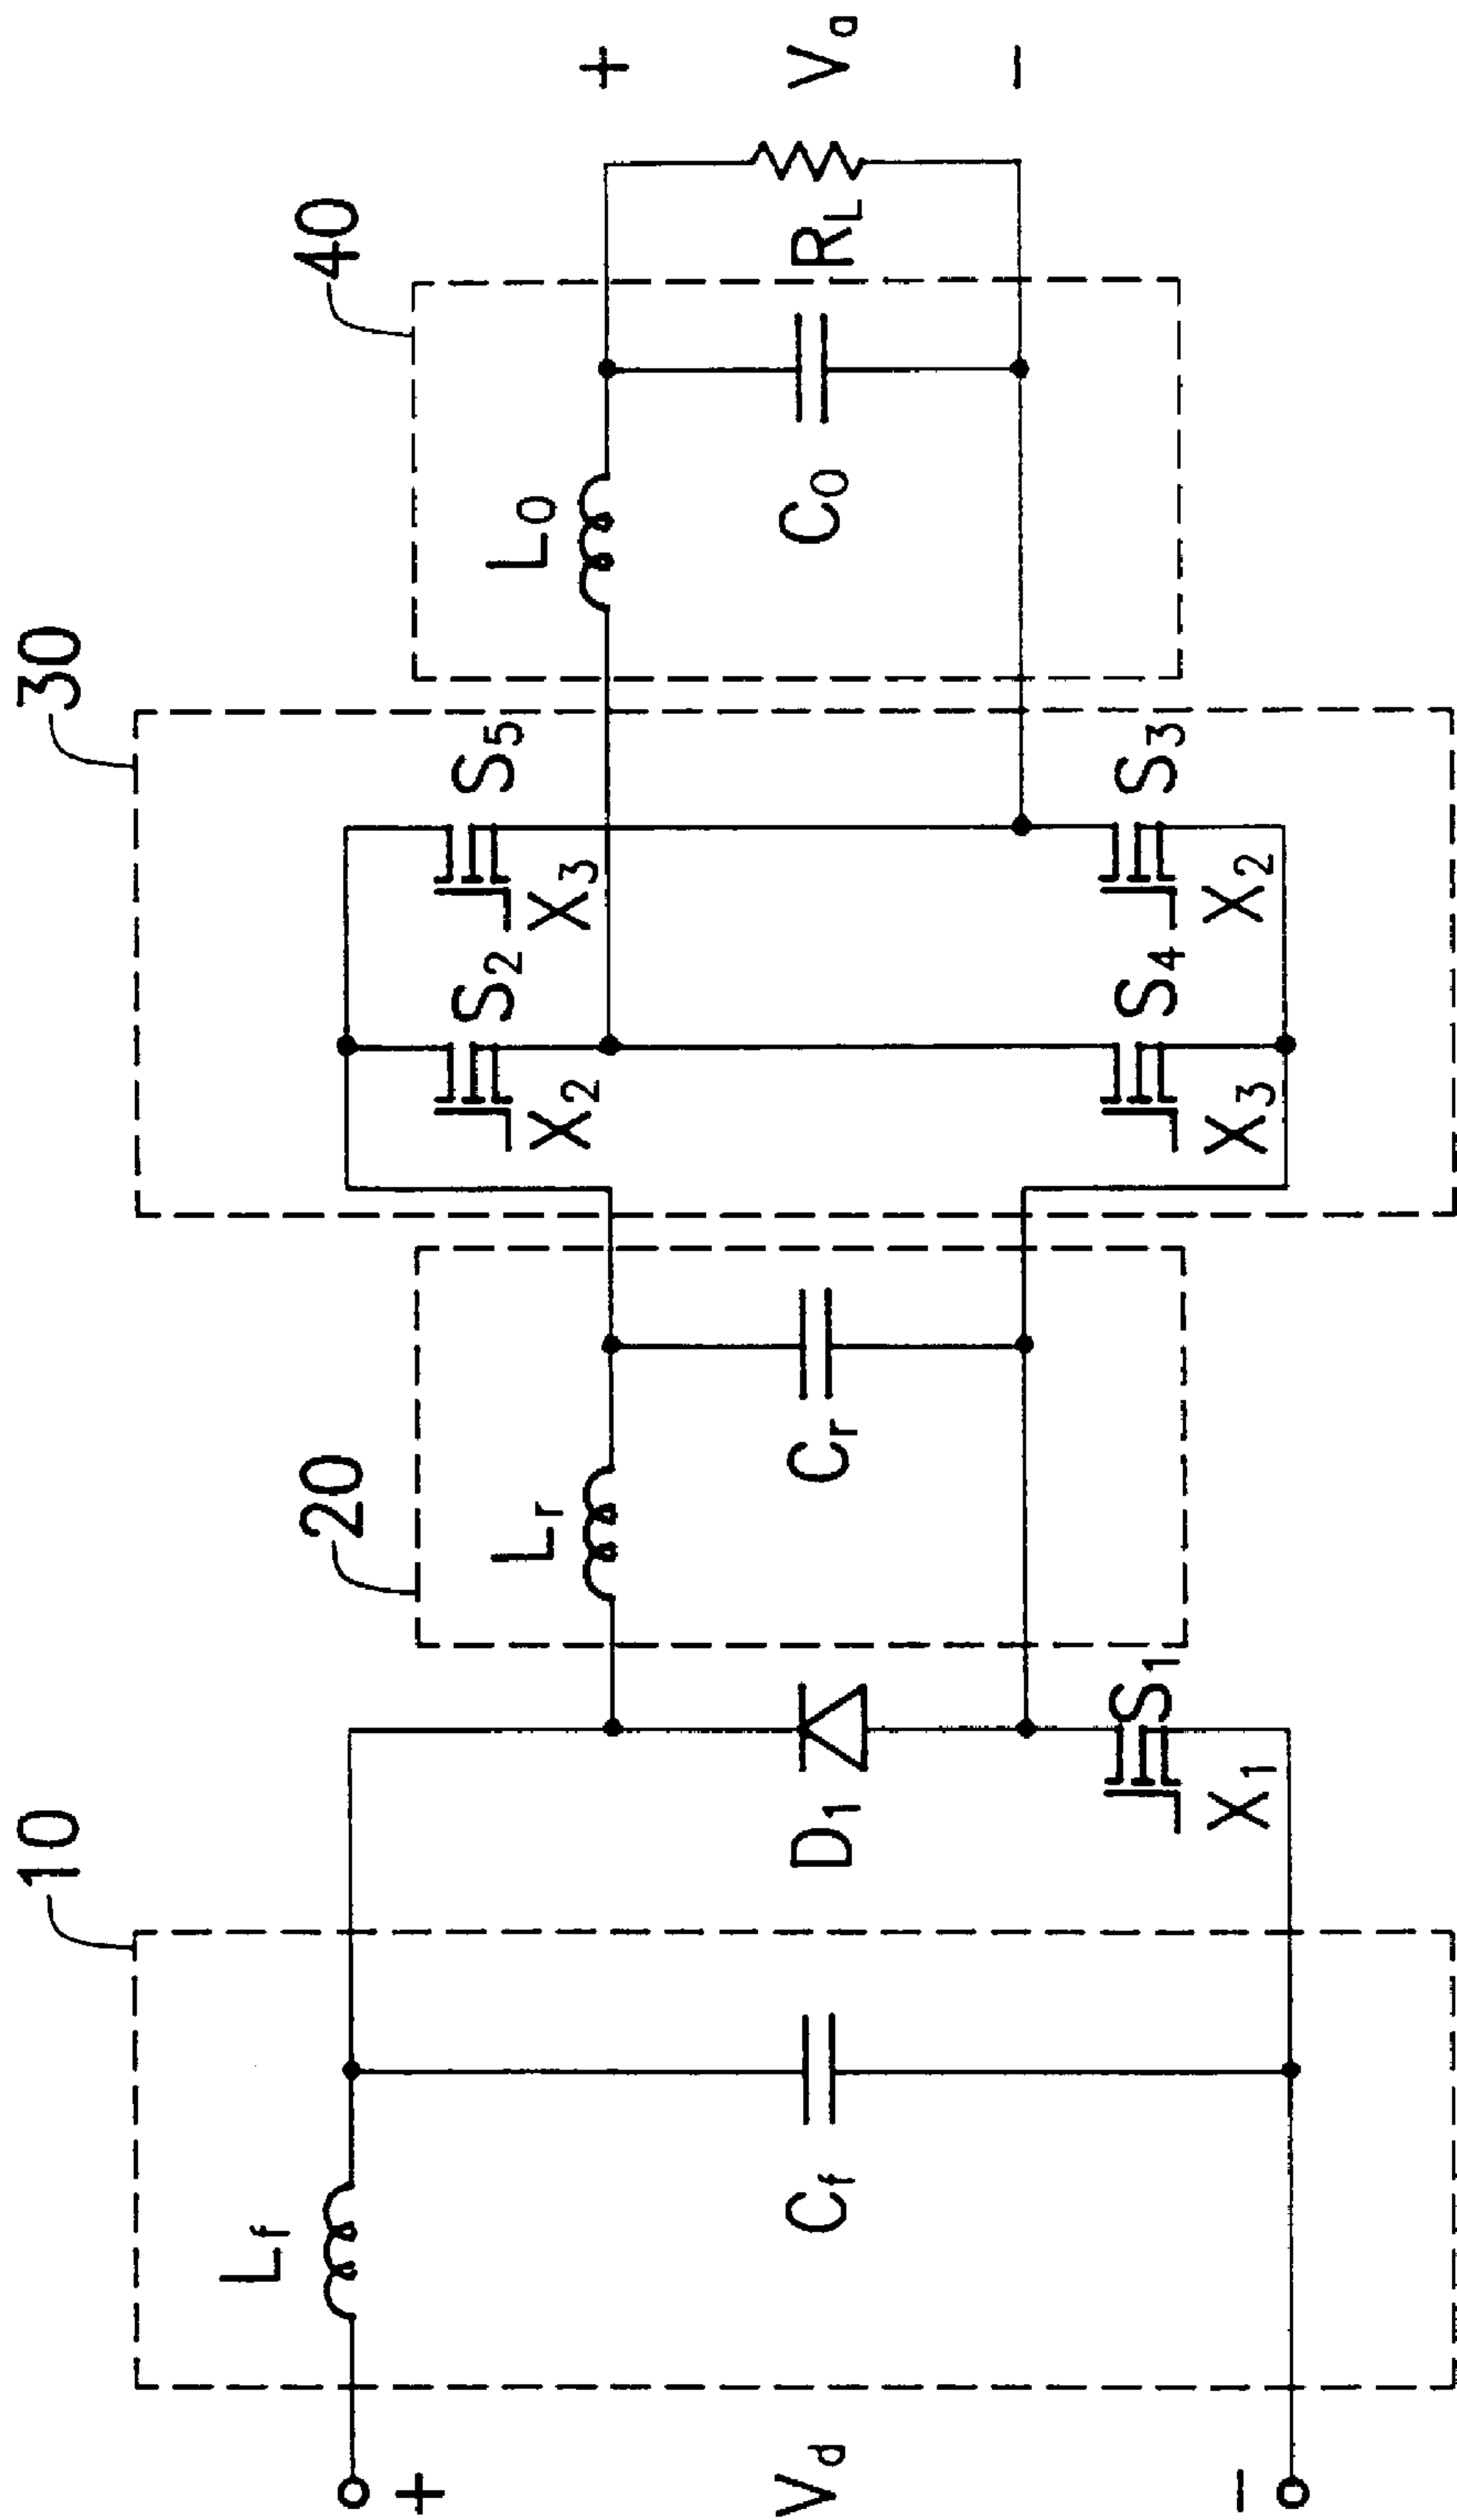 10
20
30
40
+
Vd
−
Lf
Cf
D1
S1
X1
Lr
Cr
S2
X2
S5
X3
S4
X3
S3
X2
LO
CO
RL
+
Va
−